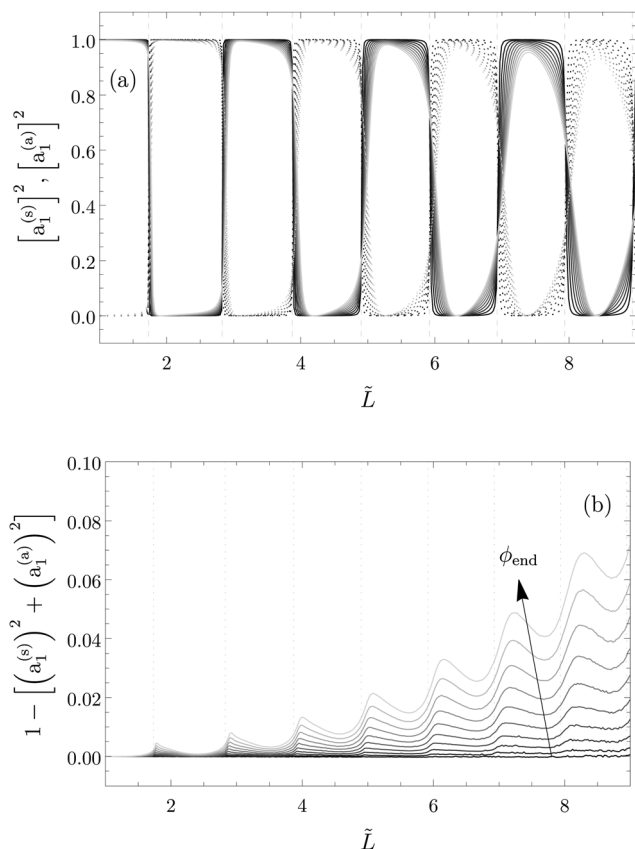 (a)
[a₁⁽ˢ⁾]², [a₁⁽ᵃ⁾]²
1.0
0.8
0.6
0.4
0.2
0.0
2 4 6 8
L̃
(b)
1 − [(a₁⁽ˢ⁾)² + (a₁⁽ᵃ⁾)²]
0.10
0.08
0.06
0.04
0.02
0.00
ϕend
2 4 6 8
L̃